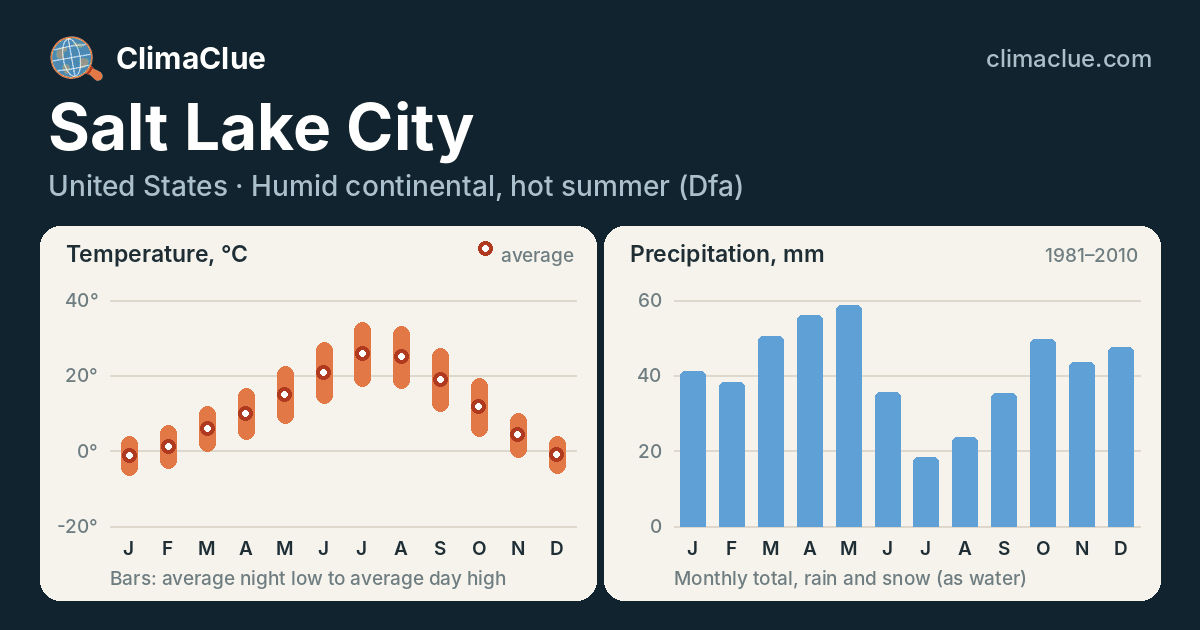 ClimaClue
climaclue.com
Salt Lake City
United States · Humid continental, hot summer (Dfa)
Temperature, °C
average
40°
20°
0°
-20°
J F M A M J J A S O N D
Bars: average night low to average day high
Precipitation, mm
1981–2010
60
40
20
0
J F M A M J J A S O N D
Monthly total, rain and snow (as water)